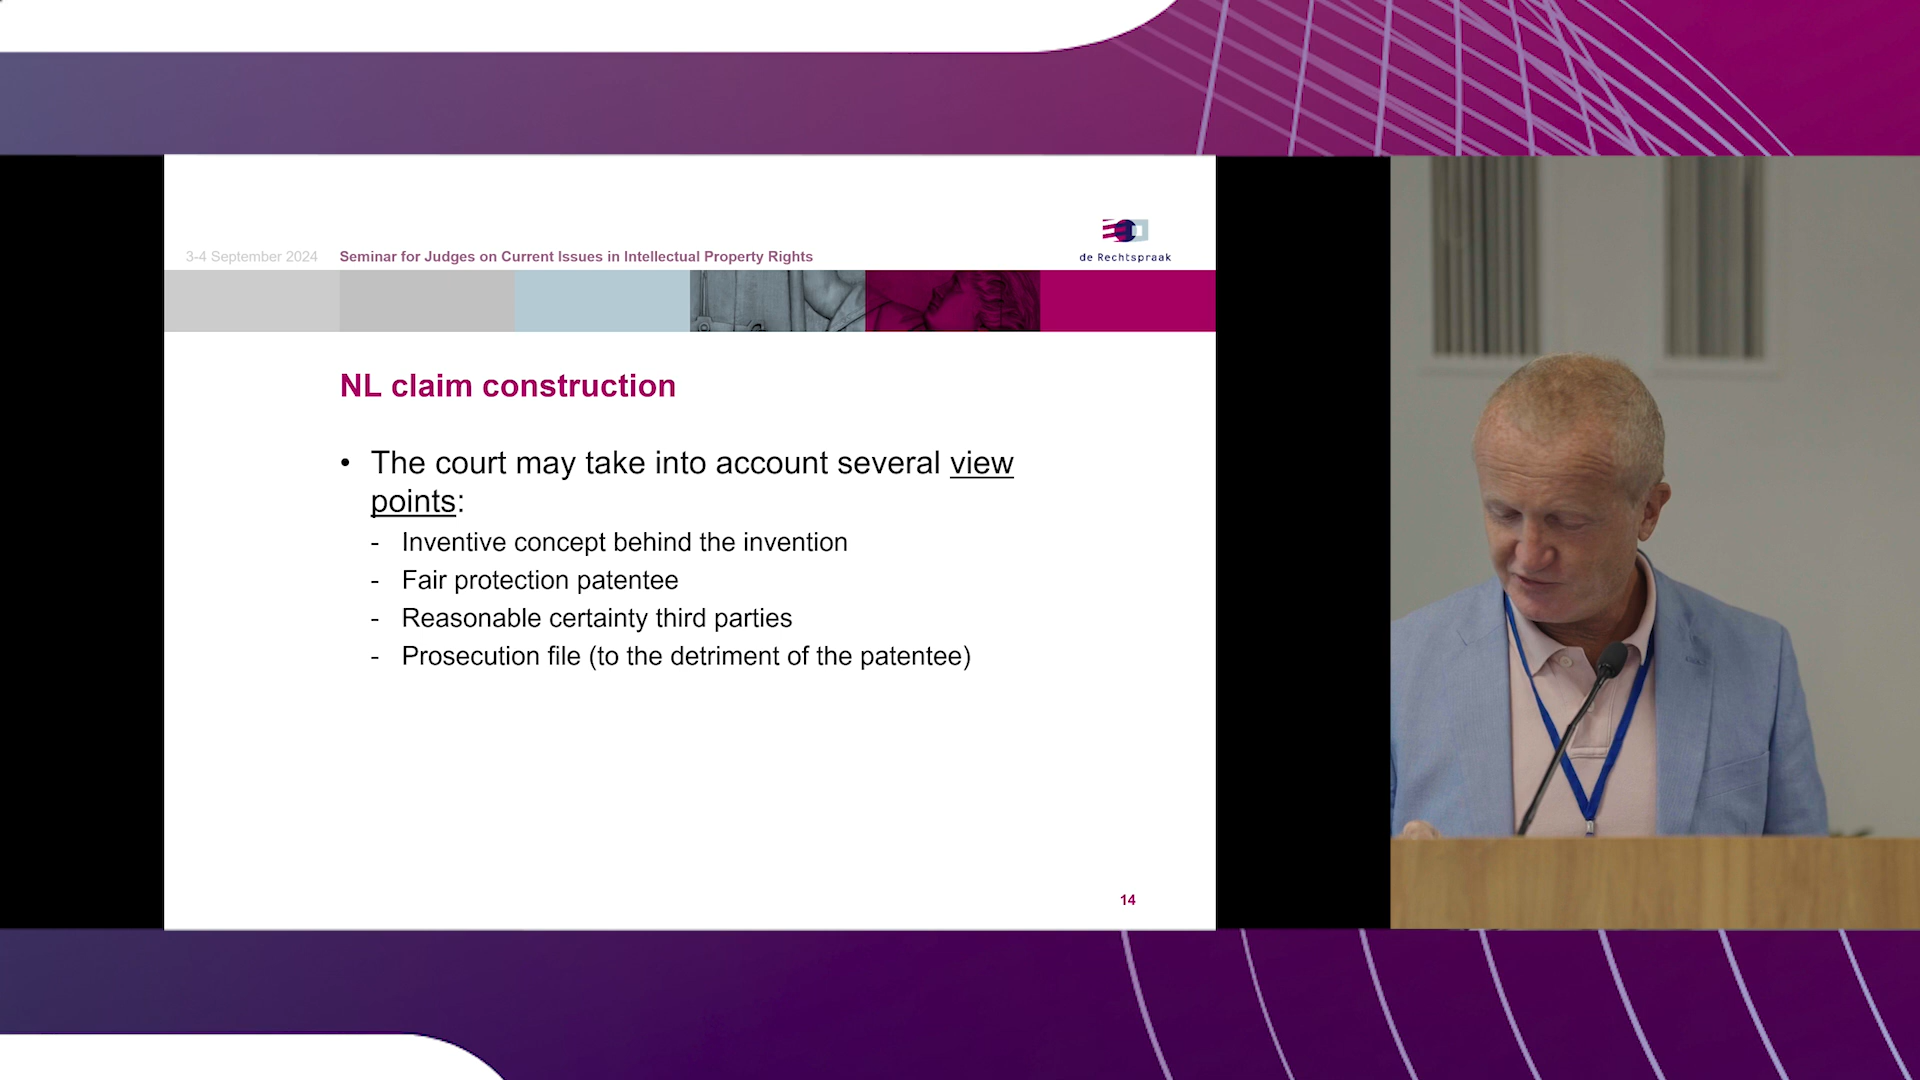 3-4 September 2024 Seminar for Judges on Current Issues in Intellectual Property Rights
de Rechtspraak
NL claim construction
• The court may take into account several view
points:
- Inventive concept behind the invention
- Fair protection patentee
- Reasonable certainty third parties
- Prosecution file (to the detriment of the patentee)
14